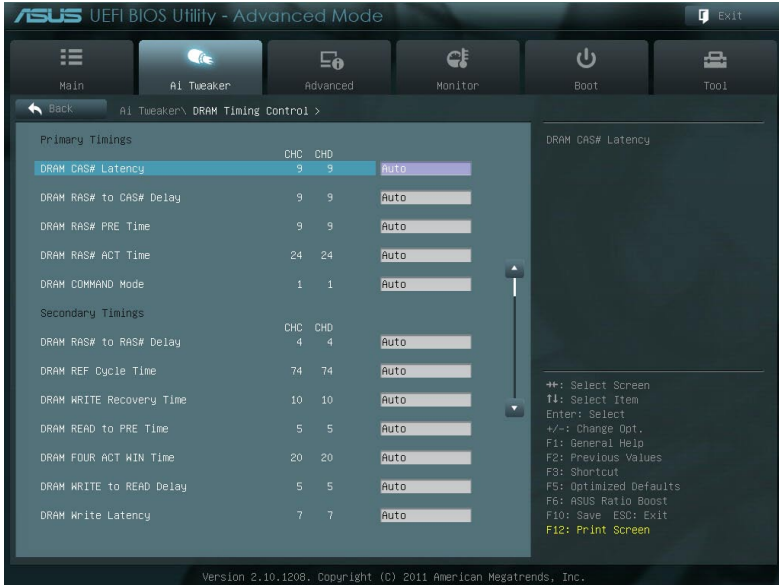 ASUS UEFI BIOS Utility - Advanced Mode
Exit
Main
Ai Tweaker
Advanced
Monitor
Boot
Tool
Back
Ai Tweaker\ DRAM Timing Control >
Primary Timings
CHC CHD
DRAM CAS# Latency 9 9 Auto
DRAM RAS# to CAS# Delay 9 9 Auto
DRAM RAS# PRE Time 9 9 Auto
DRAM RAS# ACT Time 24 24 Auto
DRAM COMMAND Mode 1 1 Auto
Secondary Timings
CHC CHD
DRAM RAS# to RAS# Delay 4 4 Auto
DRAM REF Cycle Time 74 74 Auto
DRAM WRITE Recovery Time 10 10 Auto
DRAM READ to PRE Time 5 5 Auto
DRAM FOUR ACT WIN Time 20 20 Auto
DRAM WRITE to READ Delay 5 5 Auto
DRAM Write Latency 7 7 Auto
DRAM CAS# Latency
→←: Select Screen
↑↓: Select Item
Enter: Select
+/-: Change Opt.
F1: General Help
F2: Previous Values
F3: Shortcut
F5: Optimized Defaults
F6: ASUS Ratio Boost
F10: Save ESC: Exit
F12: Print Screen
Version 2.10.1208. Copyright (C) 2011 American Megatrends, Inc.